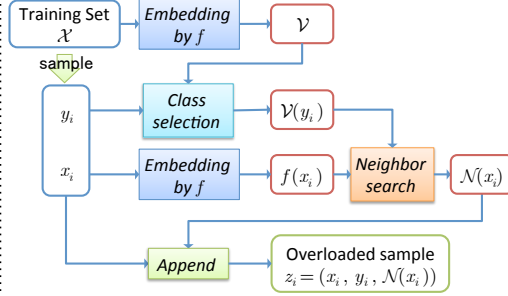 Training Set
𝒳
Embedding
by f
𝒱
sample
y_i
Class
selection
𝒱(y_i)
x_i
Embedding
by f
f(x_i)
Neighbor
search
𝒩(x_i)
Append
Overloaded sample
z_i = (x_i, y_i, 𝒩(x_i))